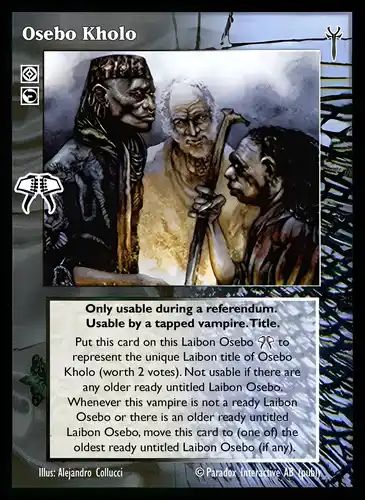 Osebo Kholo
Only usable during a referendum.
Usable by a tapped vampire. Title.
Put this card on this Laibon Osebo to
represent the unique Laibon title of Osebo
Kholo (worth 2 votes). Not usable if there are
any older ready untitled Laibon Osebo.
Whenever this vampire is not a ready Laibon
Osebo or there is an older ready untitled
Laibon Osebo, move this card to (one of) the
oldest ready untitled Laibon Osebo (if any).
Illus: Alejandro Collucci © Paradox Interactive AB (publ)